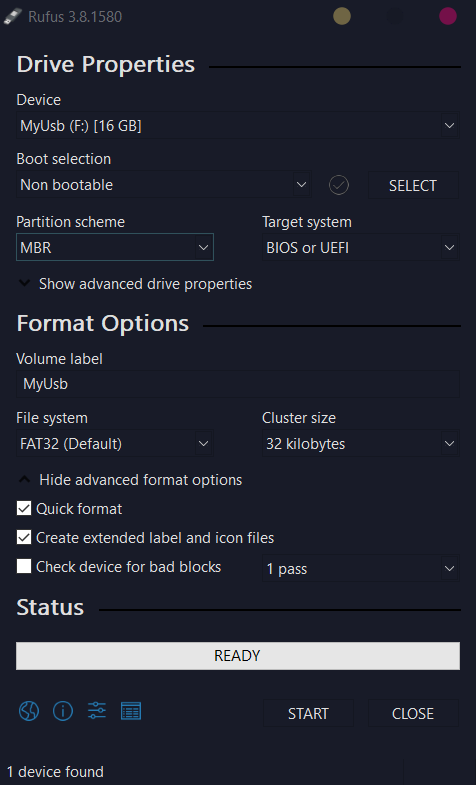 Rufus 3.8.1580
Drive Properties
Device
MyUsb (F:) [16 GB]
Boot selection
Non bootable
SELECT
Partition scheme
Target system
MBR
BIOS or UEFI
Show advanced drive properties
Format Options
Volume label
MyUsb
File system
Cluster size
FAT32 (Default)
32 kilobytes
Hide advanced format options
Quick format
Create extended label and icon files
Check device for bad blocks
1 pass
Status
READY
START
CLOSE
1 device found